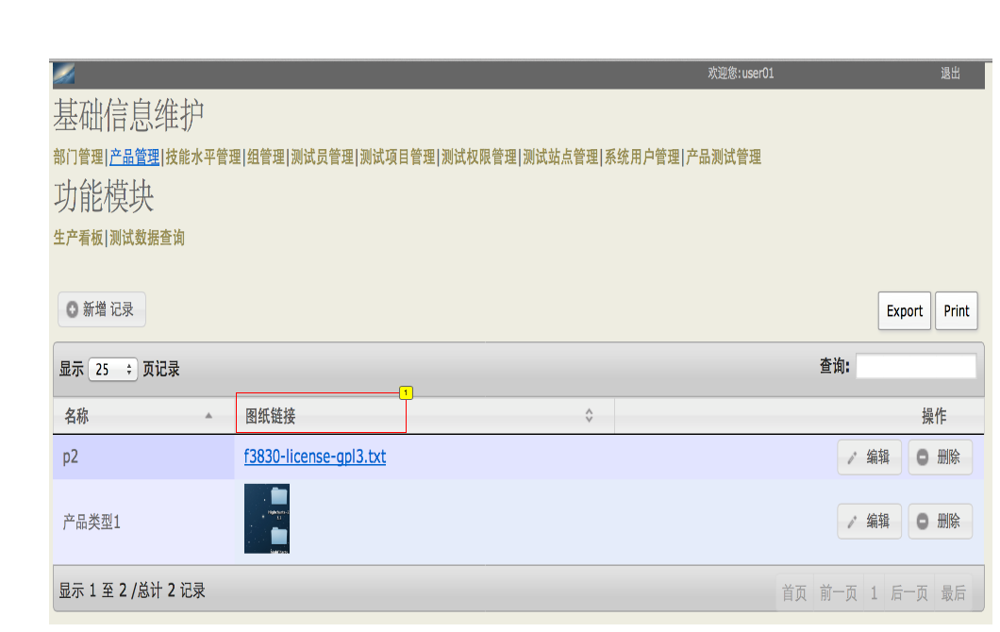 欢迎您:user01 退出
基础信息维护
部门管理|产品管理|技能水平管理|组管理|测试员管理|测试项目管理|测试权限管理|测试站点管理|系统用户管理|产品测试管理
功能模块
生产看板|测试数据查询
新增 记录 Export Print
显示 25 页记录 查询:
1
名称 图纸链接 操作
p2 f3830-license-gpl3.txt 编辑 删除
产品类型1 编辑 删除
显示 1 至 2 /总计 2 记录 首页 前一页 1 后一页 最后